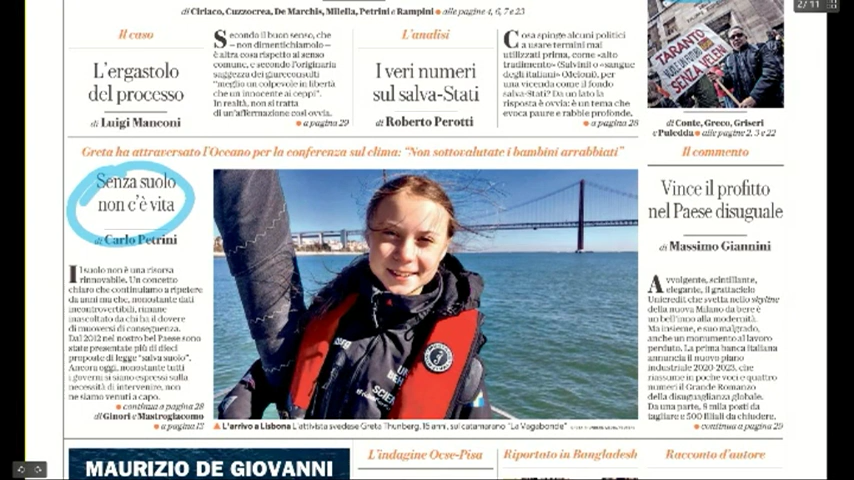 di Ciriaco, Cuzzocrea, De Marchis, Milella, Petrini e Rampini ● alle pagine 4, 6, 7 e 23
2/11
Il caso
L'ergastolo
del processo
di Luigi Manconi
Secondo il buon senso, che
— non dimentichiamolo —
è altra cosa rispetto al senso
comune, e secondo l'originaria
saggezza dei giureconsulti
"meglio un colpevole in libertà
che un innocente ai ceppi".
In realtà, non si tratta
di un'affermazione così ovvia.
● a pagina 29
L'analisi
I veri numeri
sul salva-Stati
di Roberto Perotti
Cosa spinge alcuni politici
a usare termini mai
utilizzati prima, come «alto
tradimento» (Salvini) o «sangue
degli italiani» (Meloni), per
una vicenda come il fondo
salva-Stati? Da un lato la
risposta è ovvia: è un tema che
evoca paure e rabbie profonde.
● a pagina 28
TARANTO
SENZA VELENI
di Conte, Greco, Griseri
e Puledda ● alle pagine 2, 3 e 22
Greta ha attraversato l'Oceano per la conferenza sul clima: "Non sottovalutate i bambini arrabbiati"
Senza suolo
non c'è vita
di Carlo Petrini
Il suolo non è una risorsa
rinnovabile. Un concetto
chiaro che continuiamo a ripetere
da anni ma che, nonostante dati
incontrovertibili, rimane
inascoltato da chi ha il dovere
di muoversi di conseguenza.
Dal 2012 nel nostro bel Paese sono
state presentate più di dieci
proposte di legge "salva suolo".
Ancora oggi, nonostante tutti
i governi si siano espressi sulla
necessità di intervenire, non
ne siamo venuti a capo.
● continua a pagina 28
di Ginori e Mastrogiacomo
● a pagina 13
▲ L'arrivo a Lisbona L'attivista svedese Greta Thunberg, 16 anni, sul catamarano "La Vagabonde"
Il commento
Vince il profitto
nel Paese disuguale
di Massimo Giannini
Avvolgente, scintillante,
elegante, il grattacielo
Unicredit che svetta nello skyline
della nuova Milano da bere è
un bell'inno alla modernità.
Ma insieme, e suo malgrado,
anche un monumento al lavoro
perduto. La prima banca italiana
annuncia il nuovo piano
industriale 2020-2023, che
riassume in poche voci e quattro
numeri il Grande Romanzo
della disuguaglianza globale.
Da una parte, 8 mila posti da
tagliare e 500 filiali da chiudere.
● continua a pagina 29
MAURIZIO DE GIOVANNI
L'indagine Ocse-Pisa
Riportato in Bangladesh
Racconto d'autore